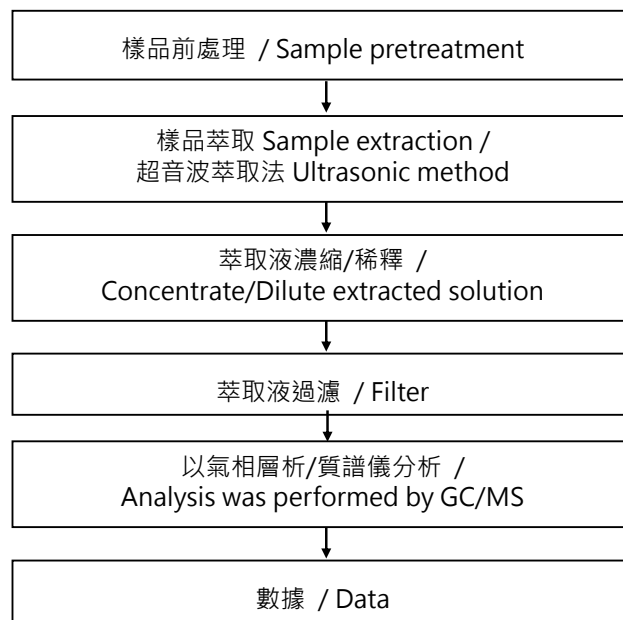 樣品前處理 / Sample pretreatment
樣品萃取 Sample extraction /
超音波萃取法 Ultrasonic method
萃取液濃縮/稀釋 /
Concentrate/Dilute extracted solution
萃取液過濾 / Filter
以氣相層析/質譜儀分析 /
Analysis was performed by GC/MS
數據 / Data